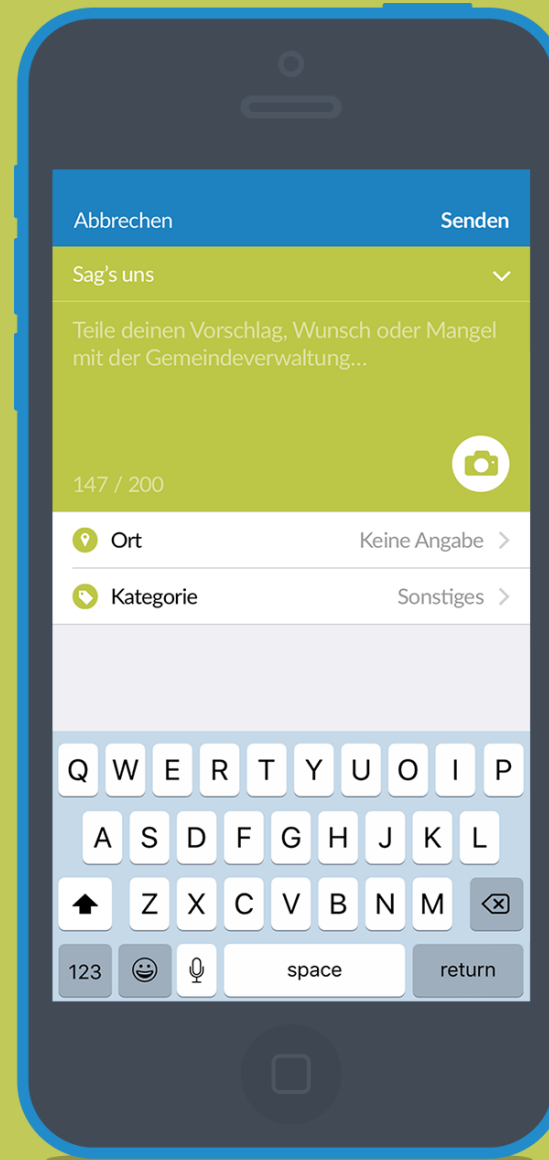 Abbrechen Senden
Sag's uns
Teile deinen Vorschlag, Wunsch oder Mangel
mit der Gemeindeverwaltung...
147 / 200
Ort Keine Angabe
Kategorie Sonstiges
Q W E R T Y U O I P
A S D F G H J K L
Z X C V B N M
123 space return